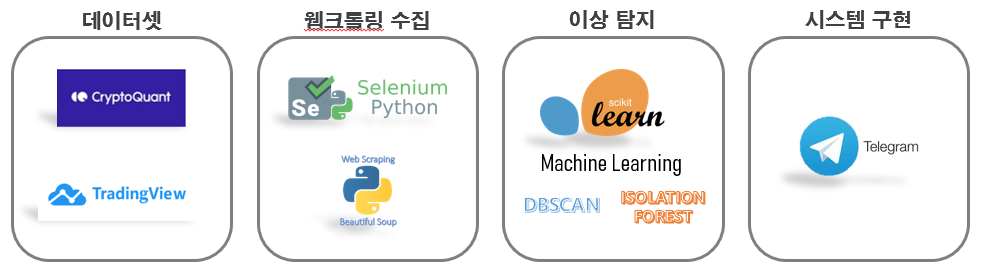 데이터셋
CryptoQuant
TradingView
웹크롤링 수집
Se
Selenium
Python
Web Scraping
Beautiful Soup
이상 탐지
scikit
learn
Machine Learning
DBSCAN
ISOLATION
FOREST
시스템 구현
Telegram